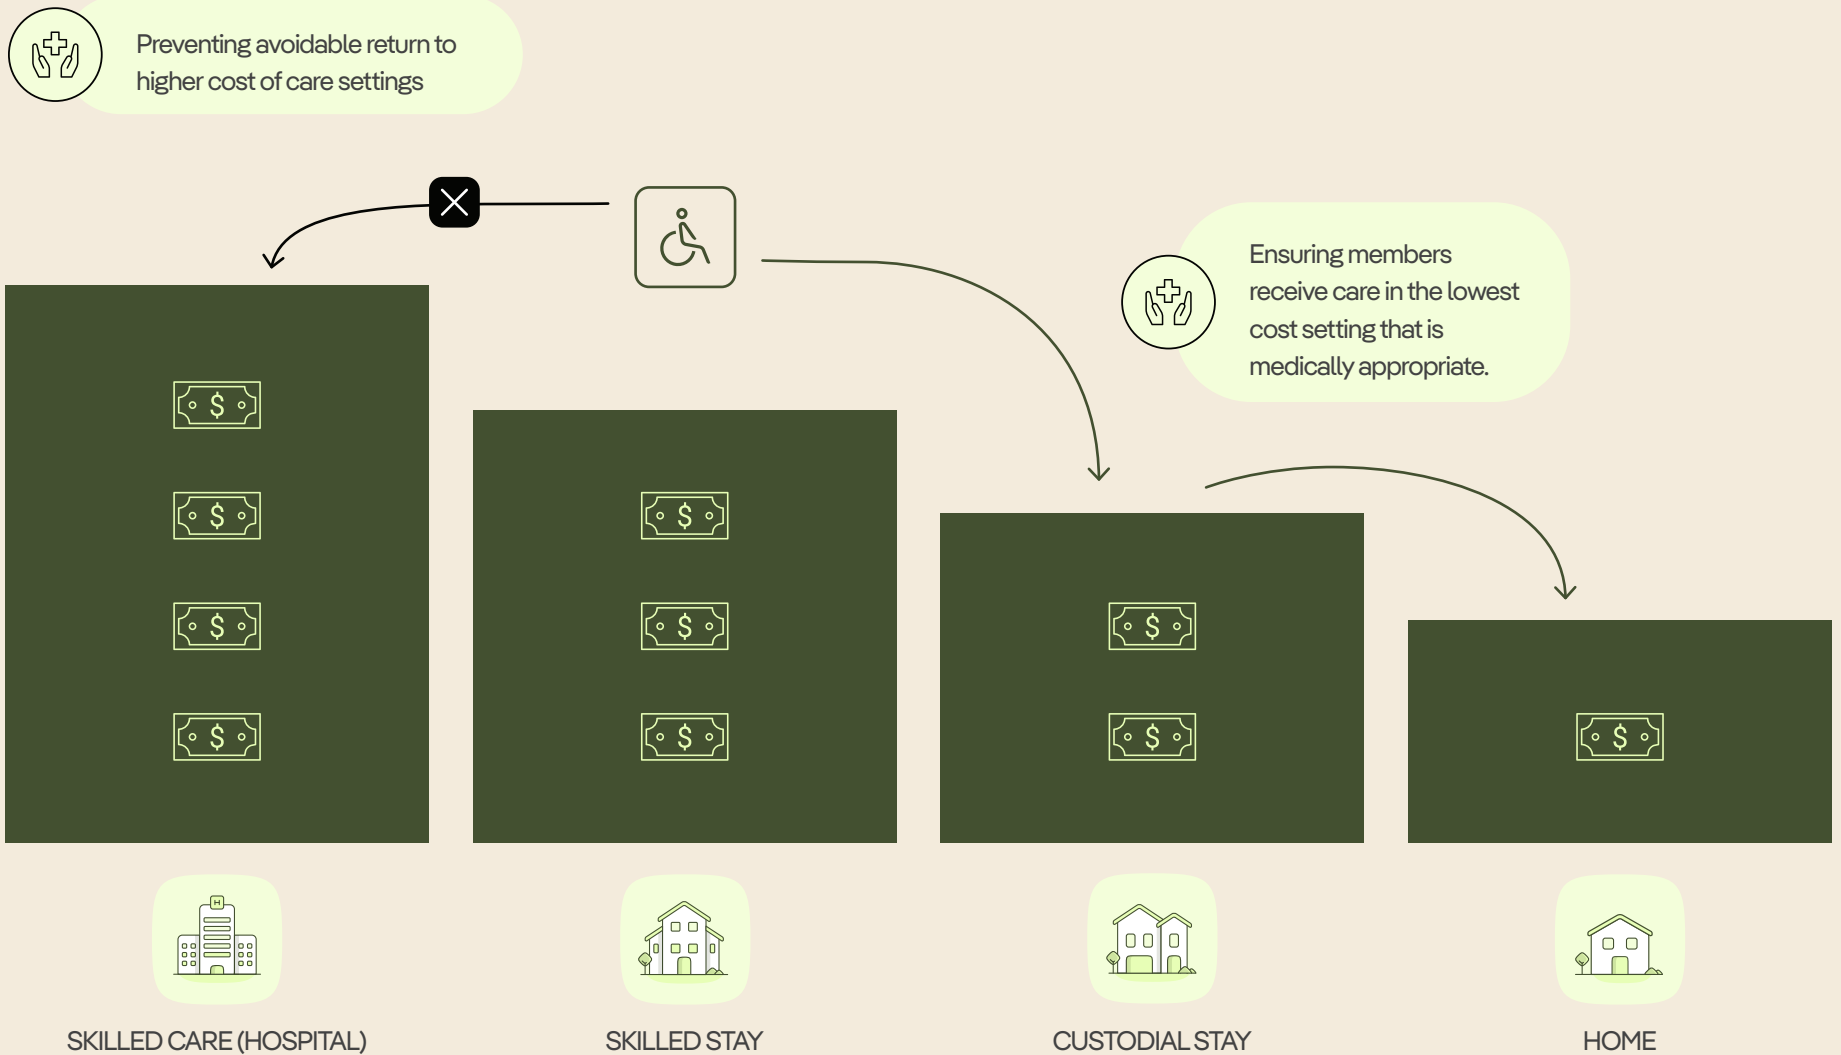 Preventing avoidable return to
higher cost of care settings
Ensuring members
receive care in the lowest
cost setting that is
medically appropriate.
$
$
$
$
$
$
$
$
$
$
H
SKILLED CARE (HOSPITAL)
SKILLED STAY
CUSTODIAL STAY
HOME